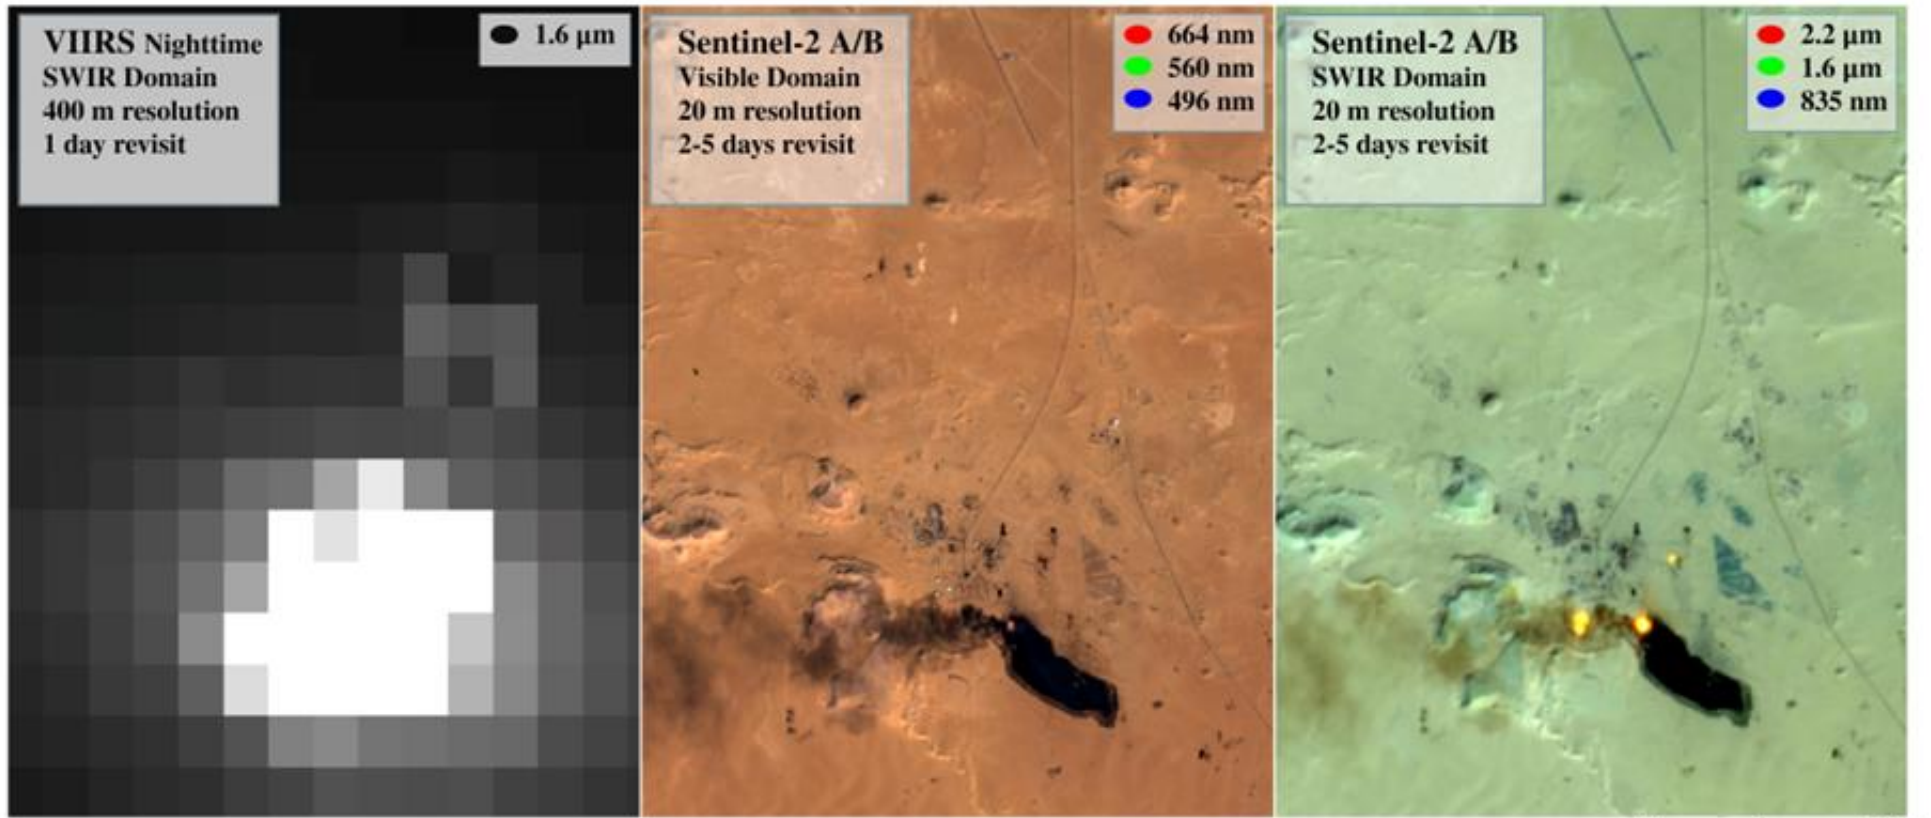 VIIRS Nighttime
SWIR Domain
400 m resolution
1 day revisit
1.6 µm
Sentinel-2 A/B
Visible Domain
20 m resolution
2-5 days revisit
664 nm
560 nm
496 nm
Sentinel-2 A/B
SWIR Domain
20 m resolution
2-5 days revisit
2.2 µm
1.6 µm
835 nm